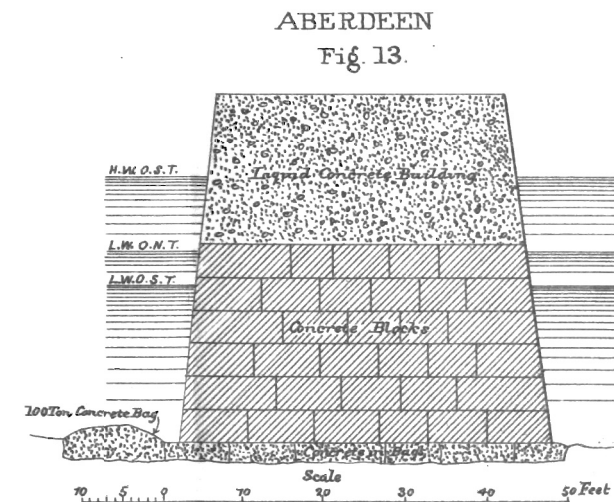 ABERDEEN
Fig. 13.
H.W.O.S.T.
Liquid Concrete Building
L.W.O.N.T.
L.W.O.S.T.
Concrete Blocks
100 Ton Concrete Bag
Concrete in Bags
Scale
10 5 0 10 20 30 40 50 Feet